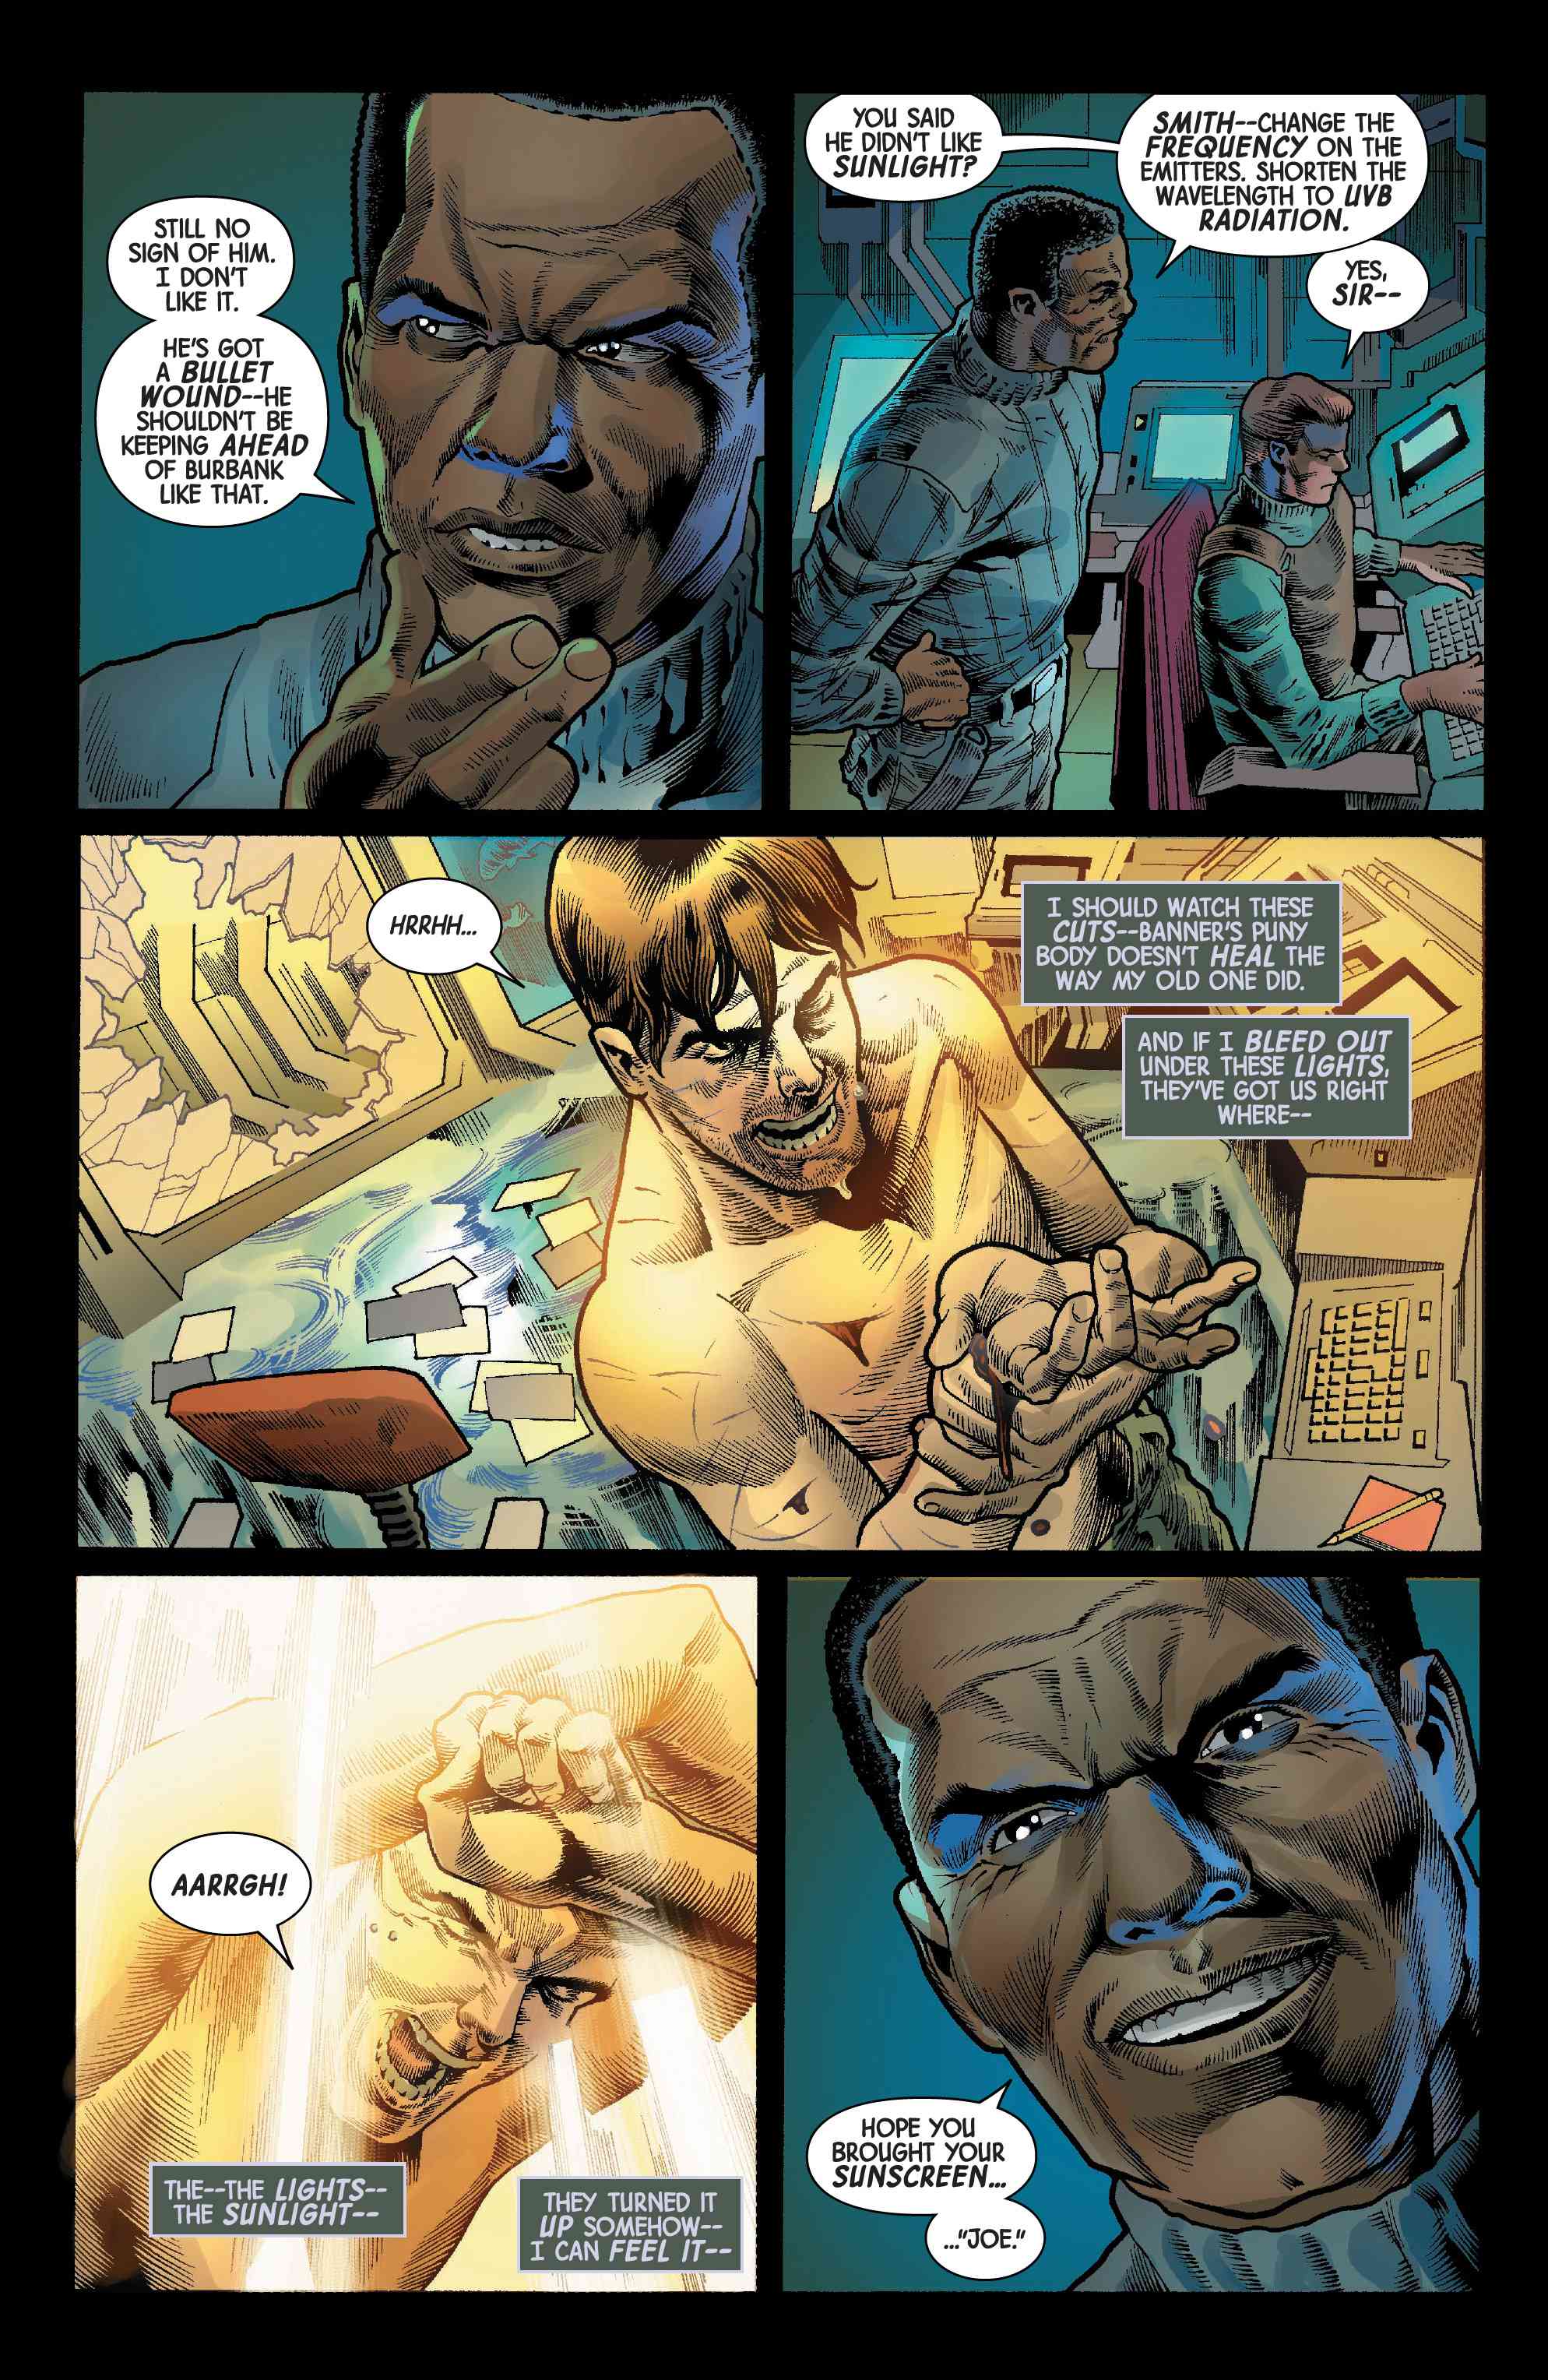 STILL NO
SIGN OF HIM.
I DON'T
LIKE IT.
HE'S GOT
A BULLET
WOUND--HE
SHOULDN'T BE
KEEPING AHEAD
OF BURBANK
LIKE THAT.
YOU SAID
HE DIDN'T LIKE
SUNLIGHT?
SMITH--CHANGE THE
FREQUENCY ON THE
EMITTERS. SHORTEN THE
WAVELENGTH TO UVB
RADIATION.
YES,
SIR--
HRRHH...
I SHOULD WATCH THESE
CUTS--BANNER'S PUNY
BODY DOESN'T HEAL THE
WAY MY OLD ONE DID.
AND IF I BLEED OUT
UNDER THESE LIGHTS,
THEY'VE GOT US RIGHT
WHERE--
AARRGH!
THE--THE LIGHTS--
THE SUNLIGHT--
THEY TURNED IT
UP SOMEHOW--
I CAN FEEL IT--
HOPE YOU
BROUGHT YOUR
SUNSCREEN...
..."JOE."